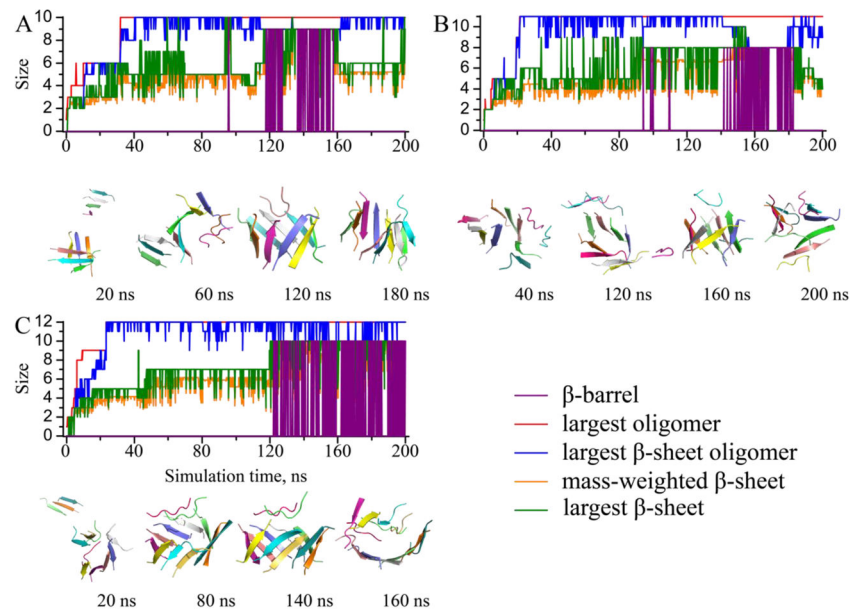 A
10
8
6
4
2
0
Size
0 40 80 120 160 200
20 ns 60 ns 120 ns 180 ns
B
10
8
6
4
2
0
0 40 80 120 160 200
40 ns 120 ns 160 ns 200 ns
C
12
10
8
6
4
2
0
Size
0 40 80 120 160 200
Simulation time, ns
20 ns 80 ns 140 ns 160 ns
β-barrel
largest oligomer
largest β-sheet oligomer
mass-weighted β-sheet
largest β-sheet